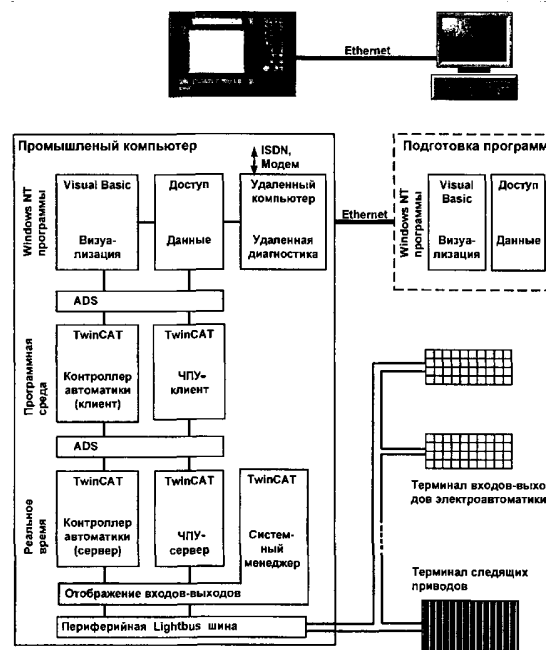 Ethernet
Промышленый компьютер
ISDN,
Модем
Подготовка программ
Windows NT
программы
Visual Basic
Визуа-
лизация
Доступ
Данные
Удаленный
компьютер
Удаленная
диагностика
Ethernet
Windows NT
программы
Visual
Basic
Визуа-
лизация
Доступ
Данные
ADS
Программная
среда
TwinCAT
Контроллер
автоматики
(клиент)
TwinCAT
ЧПУ-
клиент
ADS
Реальное
время
TwinCAT
Контроллер
автоматики
(сервер)
TwinCAT
ЧПУ-
сервер
TwinCAT
Систем-
ный
менеджер
Отображение входов-выходов
Периферийная Lightbus шина
Терминал входов-выхо
дов электроавтоматики
Терминал следящих
приводов